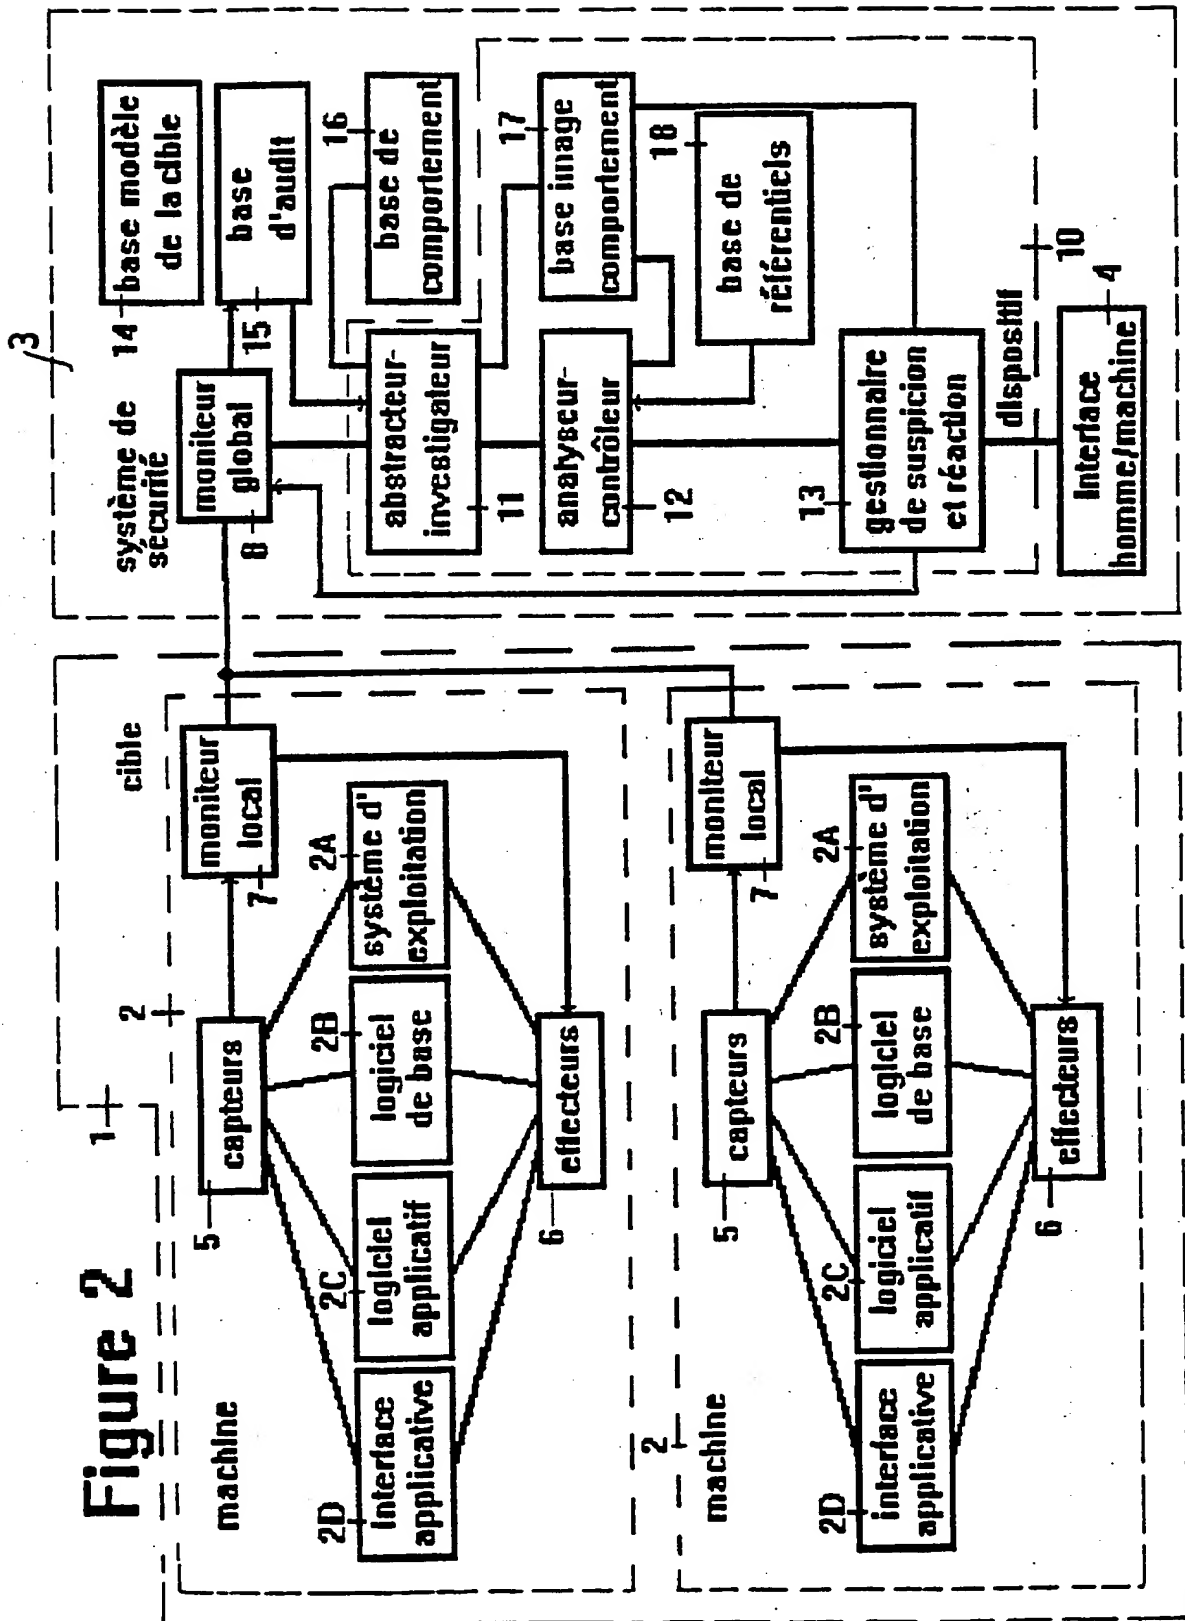 Figure 2
1
cible
2
machine
capteurs
5
moniteur
local
7
2D
interface
applicative
2C
logiciel
applicatif
2B
logiciel
de base
2A
système d'
exploitation
effecteurs
6
2
machine
capteurs
5
moniteur
local
7
2D
interface
applicative
2C
logiciel
applicatif
2B
logiciel
de base
2A
système d'
exploitation
effecteurs
6
3
système de
sécurité
moniteur
global
8
14
base modèle
de la cible
15
base
d'audit
16
base de
comportement
abstracteur-
investigateur
11
17
base image
comportement
analyseur-
contrôleur
12
18
base de
référentiels
13
gestionnaire
de suspicion
et réaction
dispositif
10
Interface
homme/machine
4